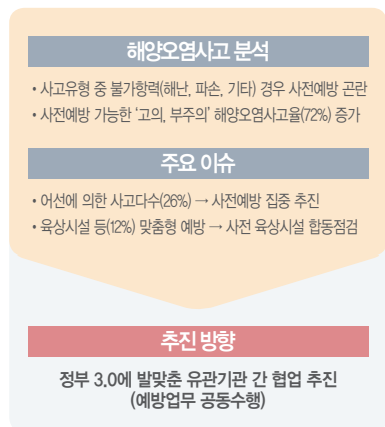 해양오염사고 분석
• 사고유형 중 불가항력(해난, 파손, 기타) 경우 사전예방 곤란
• 사전예방 가능한 ‘고의, 부주의’ 해양오염사고율(72%) 증가
주요 이슈
• 어선에 의한 사고다수(26%) → 사전예방 집중 추진
• 육상시설 등(12%) 맞춤형 예방 → 사전 육상시설 합동점검
추진 방향
정부 3.0에 발맞춘 유관기관 간 협업 추진
(예방업무 공동수행)